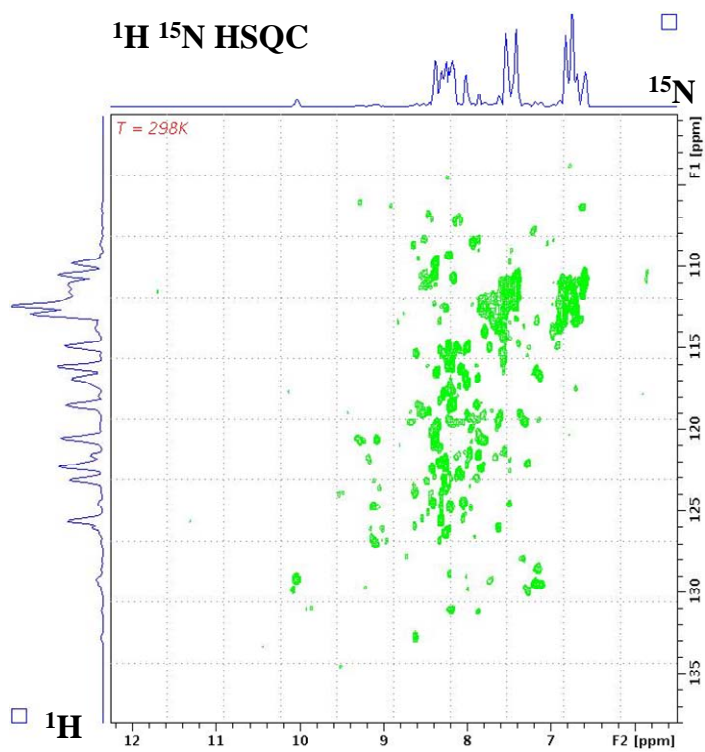 ¹H ¹⁵N HSQC
¹⁵N
T = 298K
F1 [ppm]
110
115
120
125
130
135
¹H
12 11 10 9 8 7 F2 [ppm]